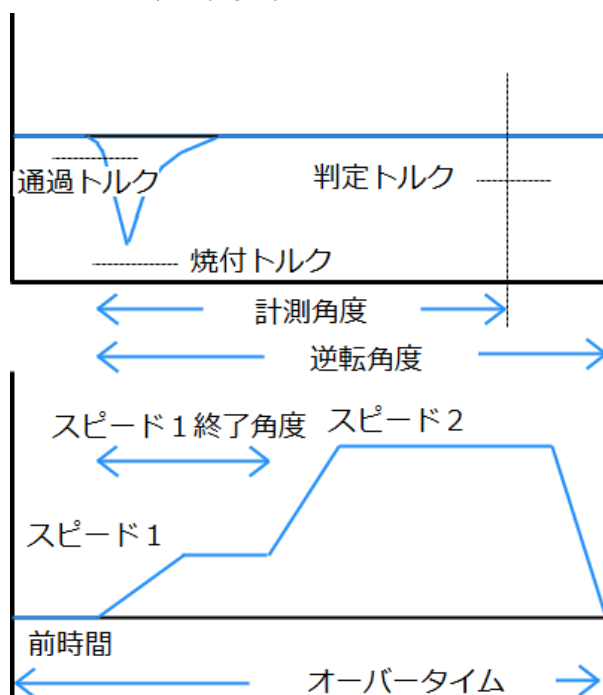 通過トルク
判定トルク
焼付トルク
計測角度
逆転角度
スピード１終了角度
スピード２
スピード１
前時間
オーバータイム